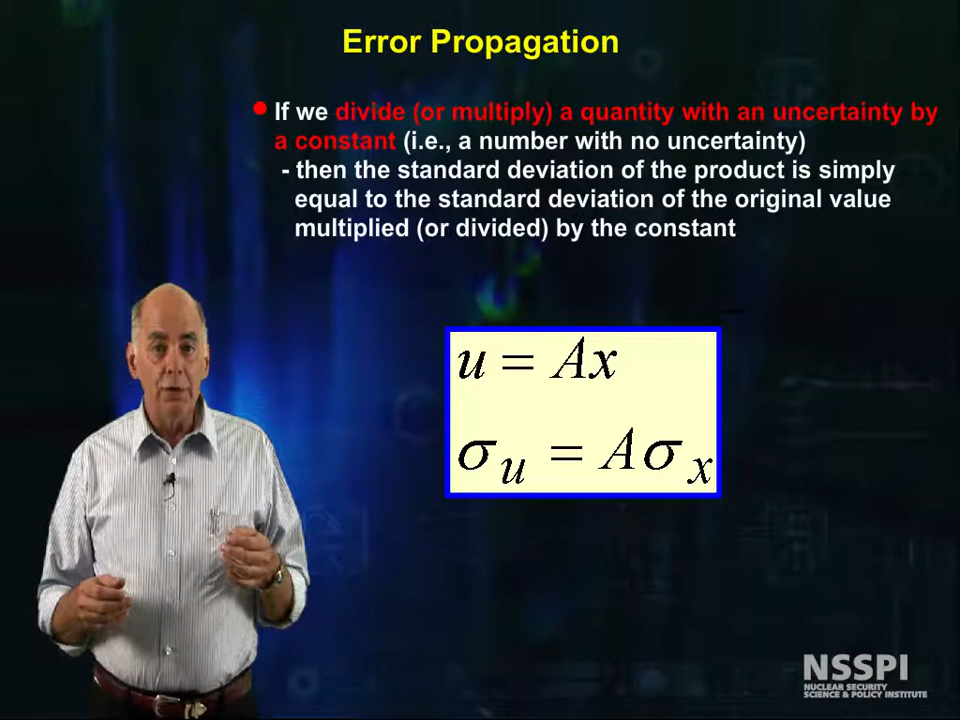 Error Propagation
• If we divide (or multiply) a quantity with an uncertainty by
a constant (i.e., a number with no uncertainty)
- then the standard deviation of the product is simply
equal to the standard deviation of the original value
multiplied (or divided) by the constant
u = Ax
σ_u = Aσ_x
NSSPI
NUCLEAR SECURITY
SCIENCE & POLICY INSTITUTE